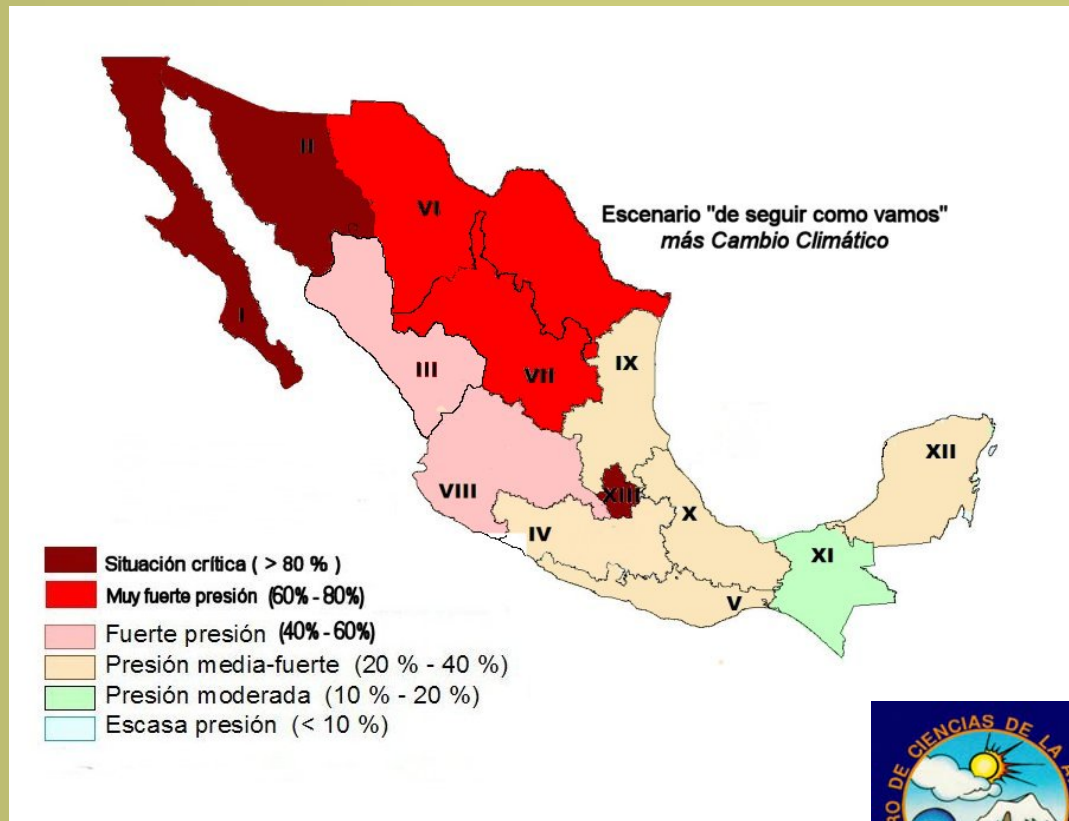 II
VI
Escenario "de seguir como vamos"
más Cambio Climático
I
III
VII
IX
XII
VIII
XIII
X
IV
XI
V
Situación crítica ( > 80 % )
Muy fuerte presión (60% - 80%)
Fuerte presión (40% - 60%)
Presión media-fuerte (20 % - 40 %)
Presión moderada (10 % - 20 %)
Escasa presión (< 10 %)
DE CIENCIAS DE LA